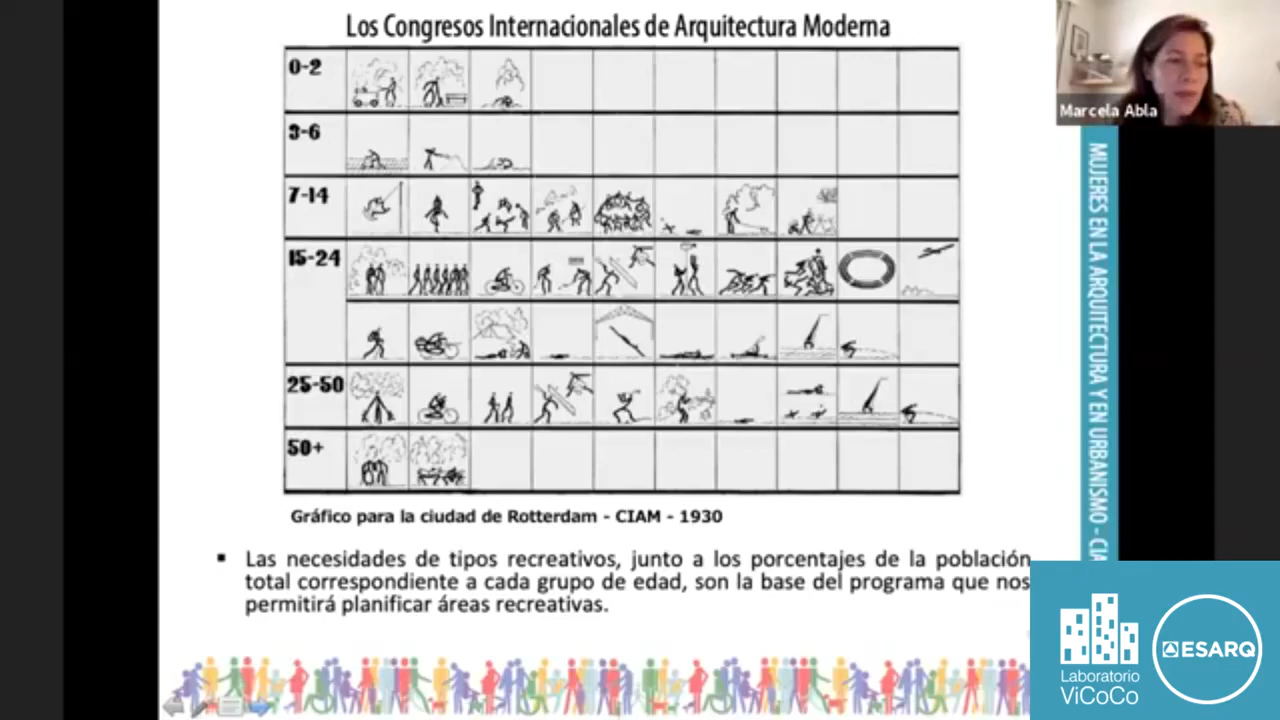 Los Congresos Internacionales de Arquitectura Moderna
0-2
3-6
7-14
15-24
25-50
50+
Gráfico para la ciudad de Rotterdam - CIAM - 1930
▪ Las necesidades de tipos recreativos, junto a los porcentajes de la población
total correspondiente a cada grupo de edad, son la base del programa que nos
permitirá planificar áreas recreativas.
Marcela Abla
MUJERES EN LA ARQUITECTURA Y EN URBANISMO - CIA
Laboratorio
ViCoCo
ESARQ